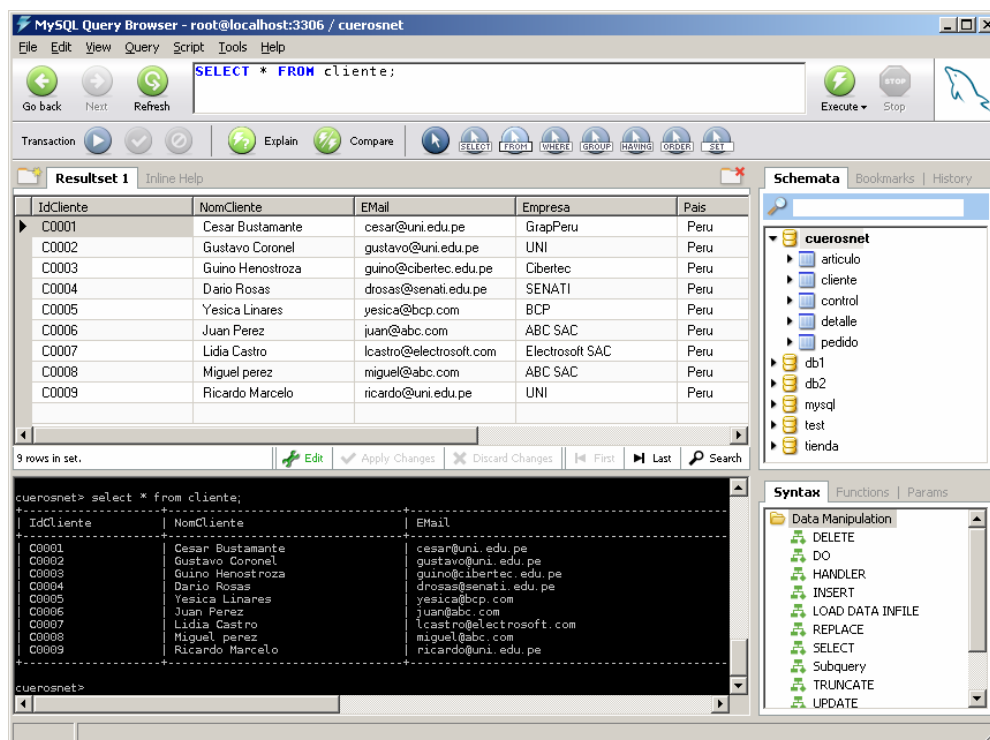 MySQL Query Browser - root@localhost:3306 / cuerosnet
File Edit View Query Script Tools Help
Go back Next Refresh
SELECT * FROM cliente;
Execute Stop
STOP
Transaction Explain Compare SELECT FROM WHERE GROUP HAVING ORDER SET
Resultset 1 Inline Help
IdCliente NomCliente EMail Empresa Pais
C0001 Cesar Bustamante cesar@uni.edu.pe GrapPeru Peru
C0002 Gustavo Coronel gustavo@uni.edu.pe UNI Peru
C0003 Guino Henostroza guino@cibertec.edu.pe Cibertec Peru
C0004 Dario Rosas drosas@senati.edu.pe SENATI Peru
C0005 Yesica Linares yesica@bcp.com BCP Peru
C0006 Juan Perez juan@abc.com ABC SAC Peru
C0007 Lidia Castro lcastro@electrosoft.com Electrosoft SAC Peru
C0008 Miguel perez miguel@abc.com ABC SAC Peru
C0009 Ricardo Marcelo ricardo@uni.edu.pe UNI Peru
9 rows in set. Edit Apply Changes Discard Changes First Last Search
cuerosnet> select * from cliente;
+--
| IdCliente | NomCliente | EMail
| C0001 | Cesar Bustamante | cesar@uni.edu.pe
| C0002 | Gustavo Coronel | gustavo@uni.edu.pe
| C0003 | Guino Henostroza | guino@cibertec.edu.pe
| C0004 | Dario Rosas | drosas@senati.edu.pe
| C0005 | Yesica Linares | yesica@bcp.com
| C0006 | Juan Perez | juan@abc.com
| C0007 | Lidia Castro | lcastro@electrosoft.com
| C0008 | Miguel perez | miguel@abc.com
| C0009 | Ricardo Marcelo | ricardo@uni.edu.pe
cuerosnet>
Schemata Bookmarks | History
cuerosnet
articulo
cliente
control
detalle
pedido
db1
db2
mysql
test
tienda
Syntax Functions | Params
Data Manipulation
DELETE
DO
HANDLER
INSERT
LOAD DATA INFILE
REPLACE
SELECT
Subquery
TRUNCATE
UPDATE